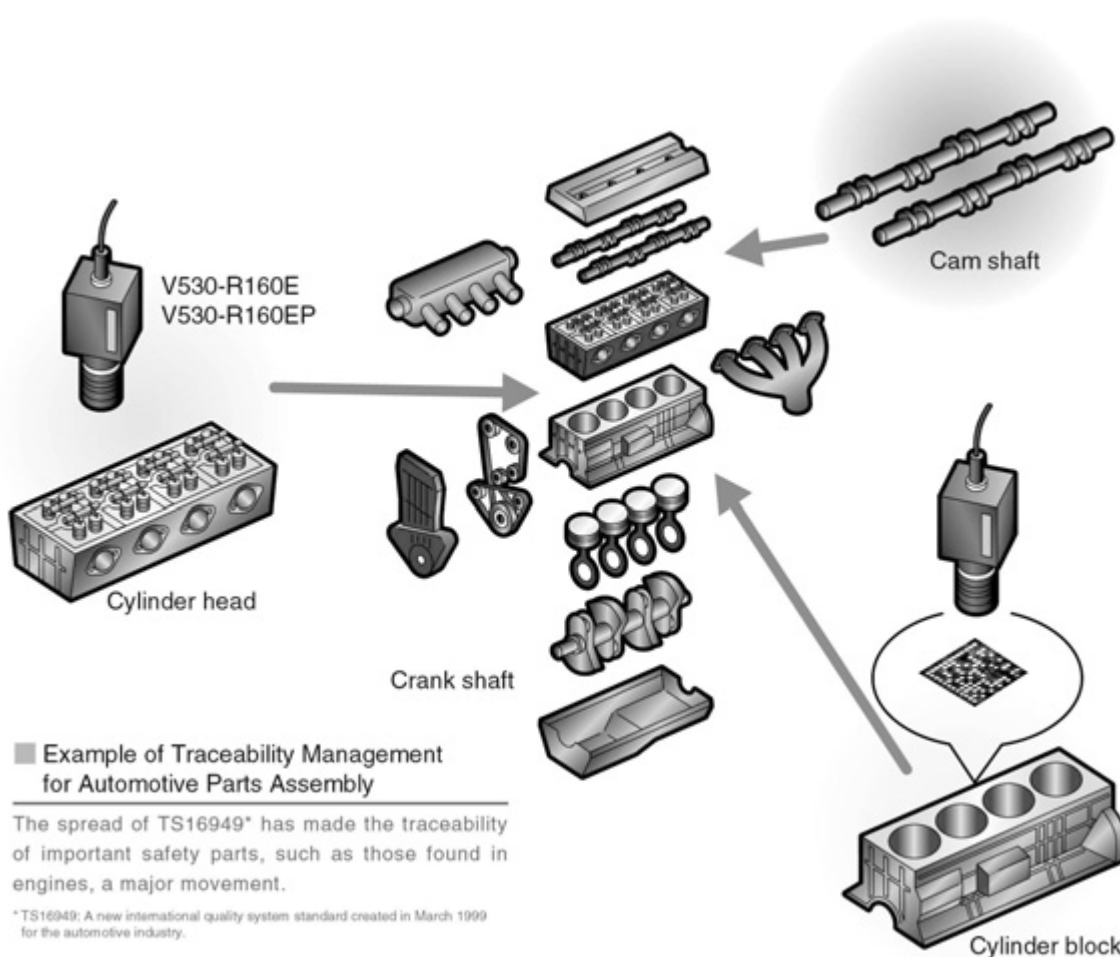 V530-R160E
V530-R160EP
Cam shaft
Cylinder head
Crank shaft
Example of Traceability Management
for Automotive Parts Assembly
The spread of TS16949* has made the traceability
of important safety parts, such as those found in
engines, a major movement.
* TS16949: A new international quality system standard created in March 1999
for the automotive industry.
Cylinder block